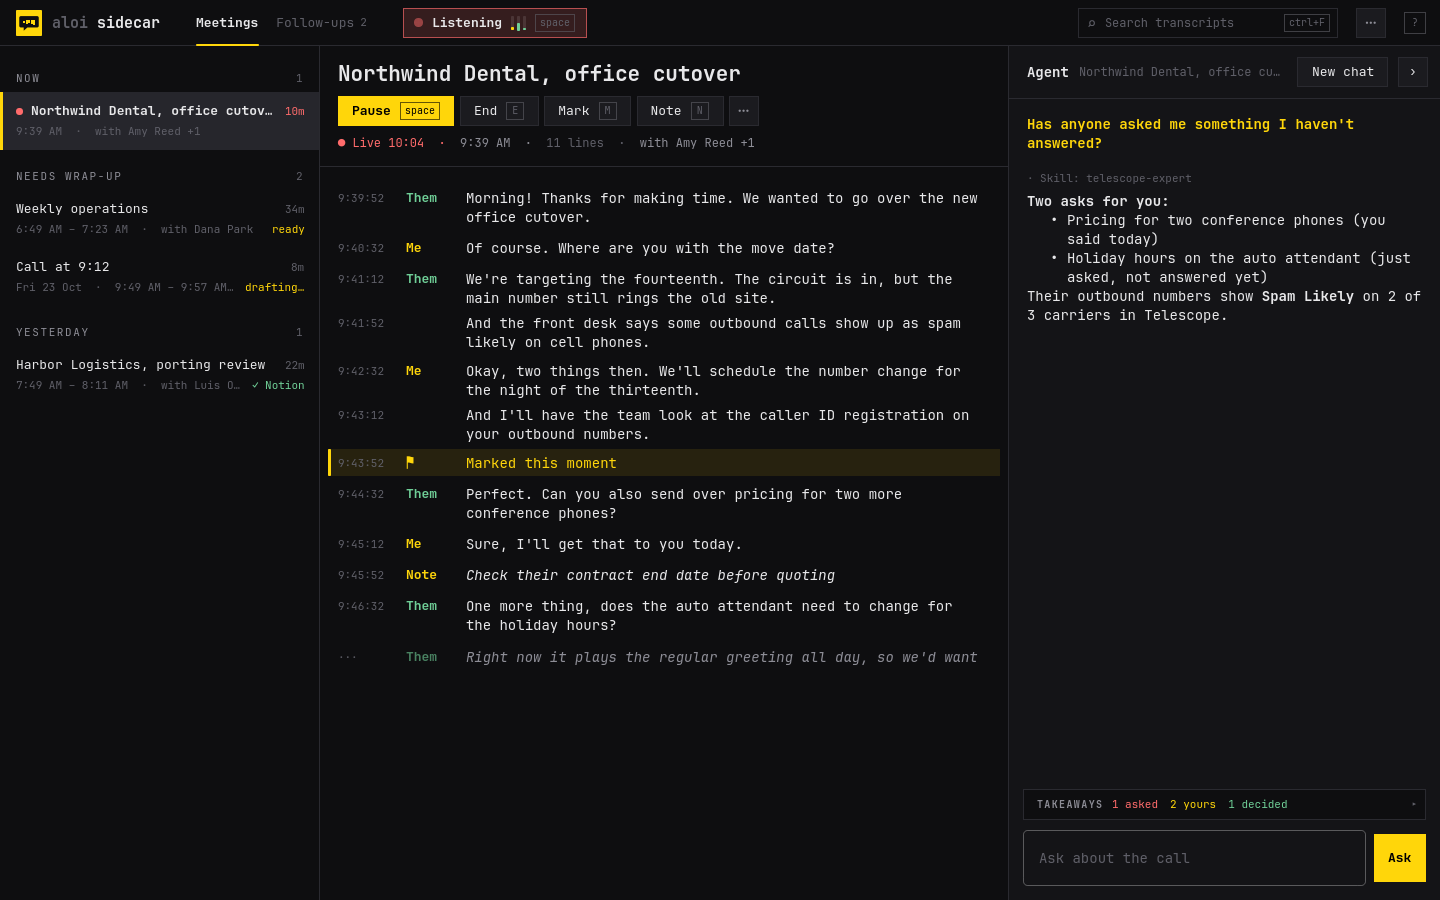 aloi sidecar
Meetings
Follow-ups 2
Listening space
Search transcripts ctrl+F
···
?
NOW 1
Northwind Dental, office cutov… 10m
9:39 AM · with Amy Reed +1
NEEDS WRAP-UP 2
Weekly operations 34m
6:49 AM – 7:23 AM · with Dana Park ready
Call at 9:12 8m
Fri 23 Oct · 9:49 AM – 9:57 AM… drafting…
YESTERDAY 1
Harbor Logistics, porting review 22m
7:49 AM – 8:11 AM · with Luis O… ✓ Notion
Northwind Dental, office cutover
Pause space
End E
Mark M
Note N
···
Live 10:04 · 9:39 AM · 11 lines · with Amy Reed +1
9:39:52 Them Morning! Thanks for making time. We wanted to go over the new
office cutover.
9:40:32 Me Of course. Where are you with the move date?
9:41:12 Them We're targeting the fourteenth. The circuit is in, but the
main number still rings the old site.
9:41:52 And the front desk says some outbound calls show up as spam
likely on cell phones.
9:42:32 Me Okay, two things then. We'll schedule the number change for
the night of the thirteenth.
9:43:12 And I'll have the team look at the caller ID registration on
your outbound numbers.
9:43:52 Marked this moment
9:44:32 Them Perfect. Can you also send over pricing for two more
conference phones?
9:45:12 Me Sure, I'll get that to you today.
9:45:52 Note Check their contract end date before quoting
9:46:32 Them One more thing, does the auto attendant need to change for
the holiday hours?
··· Them Right now it plays the regular greeting all day, so we'd want
Agent Northwind Dental, office cu…
New chat
›
Has anyone asked me something I haven't
answered?
· Skill: telescope-expert
Two asks for you:
• Pricing for two conference phones (you
said today)
• Holiday hours on the auto attendant (just
asked, not answered yet)
Their outbound numbers show Spam Likely on 2 of
3 carriers in Telescope.
TAKEAWAYS 1 asked 2 yours 1 decided
Ask about the call
Ask